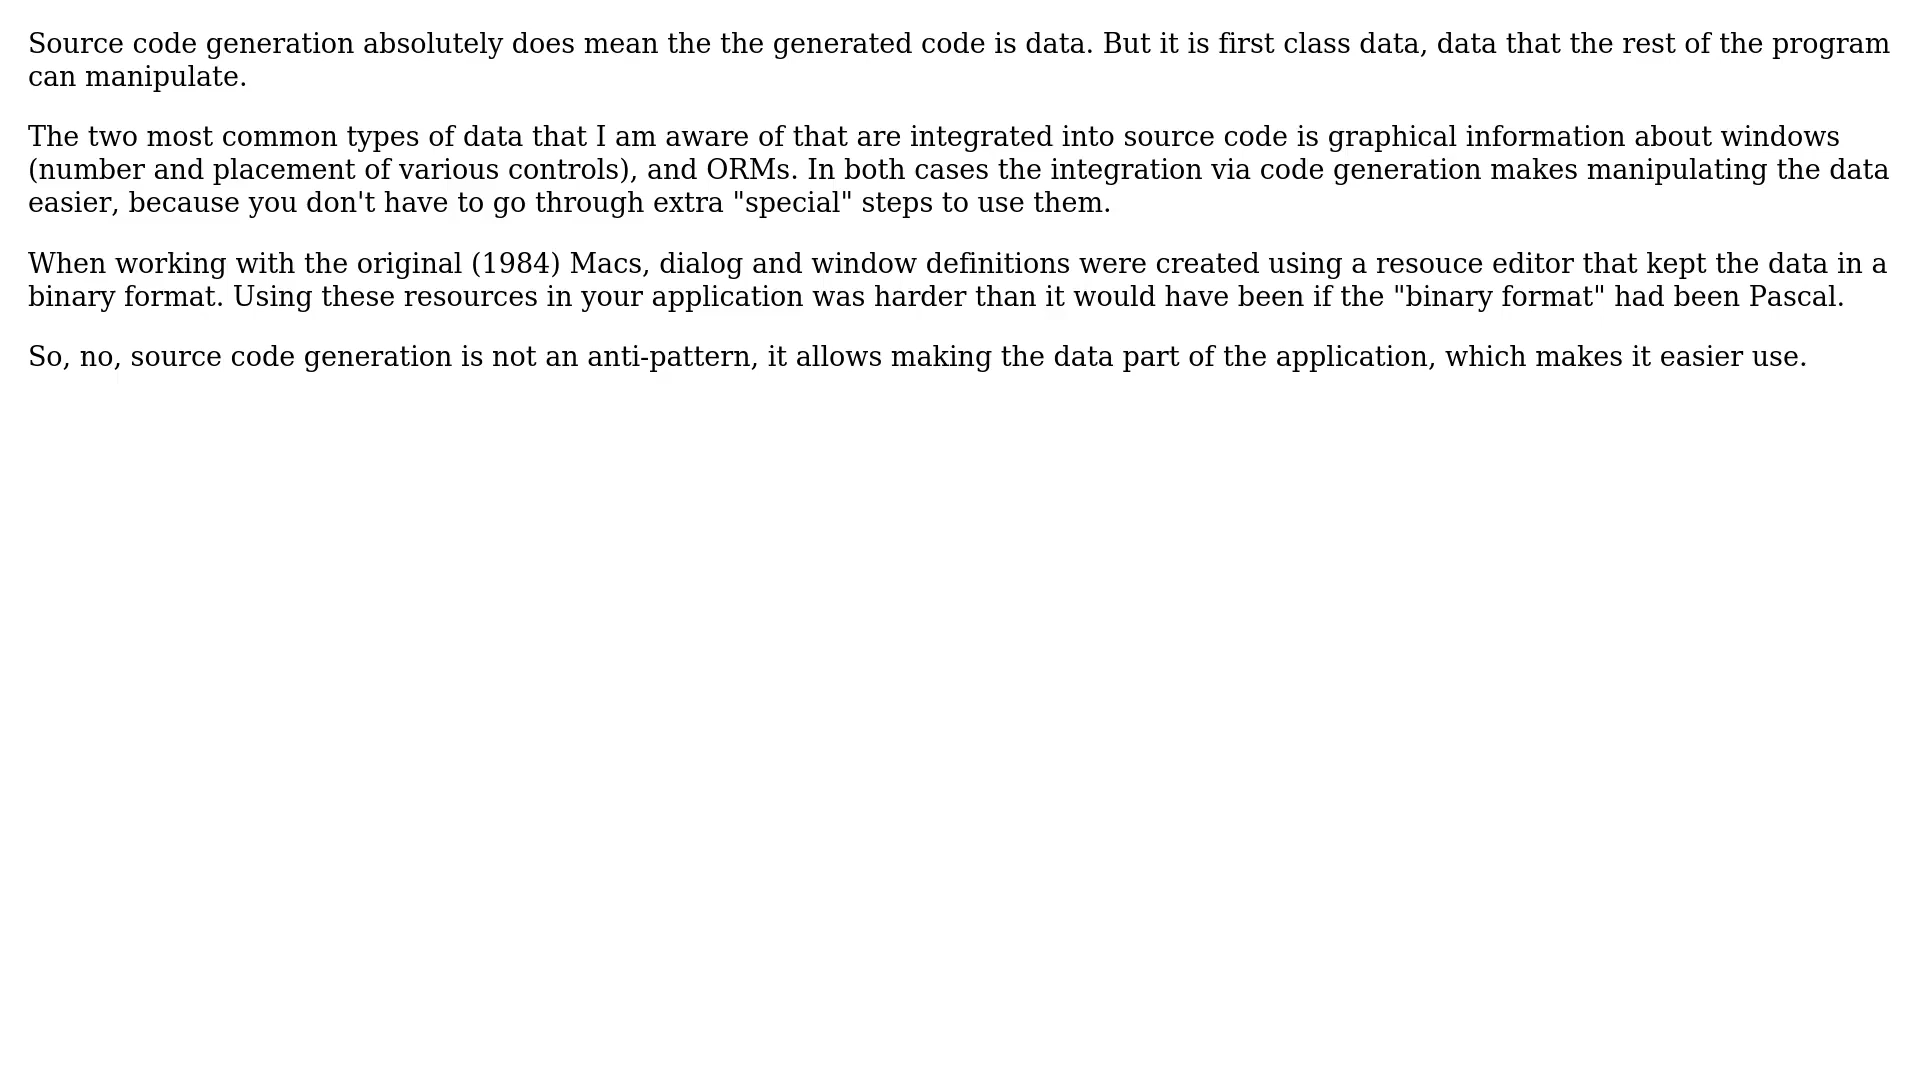 Source code generation absolutely does mean the the generated code is data. But it is first class data, data that the rest of the program
can manipulate.
The two most common types of data that I am aware of that are integrated into source code is graphical information about windows
(number and placement of various controls), and ORMs. In both cases the integration via code generation makes manipulating the data
easier, because you don't have to go through extra "special" steps to use them.
When working with the original (1984) Macs, dialog and window definitions were created using a resouce editor that kept the data in a
binary format. Using these resources in your application was harder than it would have been if the "binary format" had been Pascal.
So, no, source code generation is not an anti-pattern, it allows making the data part of the application, which makes it easier use.